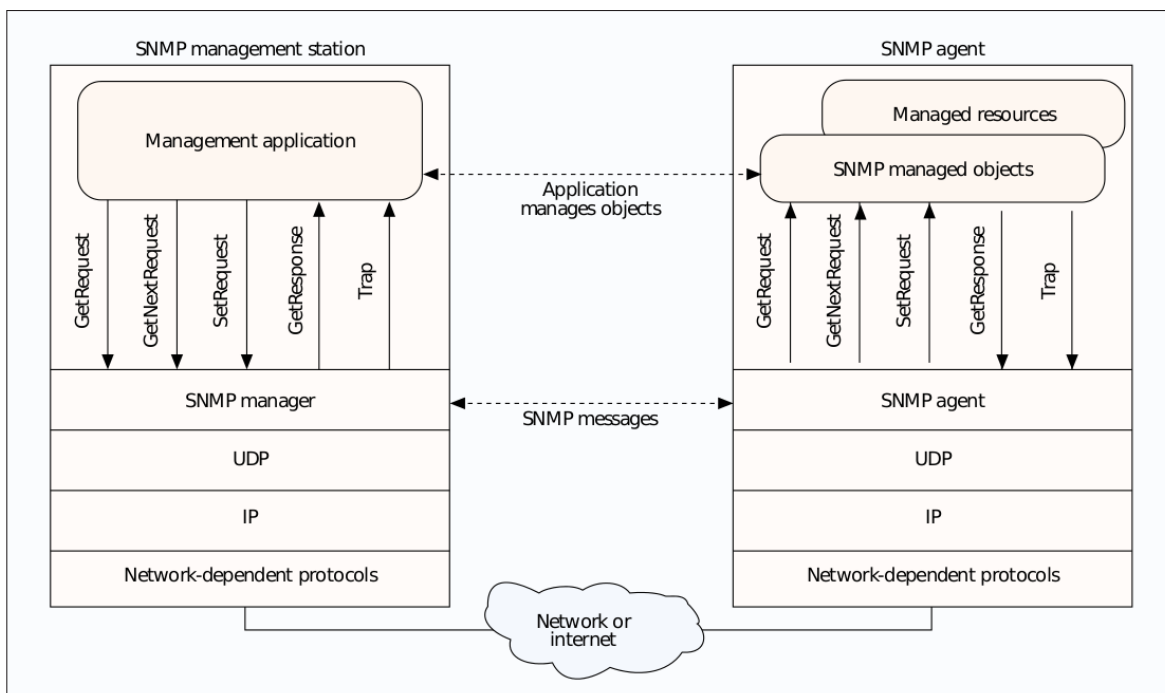 SNMP management station
SNMP agent
Management application
Managed resources
SNMP managed objects
Application
manages objects
GetRequest
GetNextRequest
SetRequest
GetResponse
Trap
GetRequest
GetNextRequest
SetRequest
GetResponse
Trap
SNMP manager
SNMP messages
SNMP agent
UDP
UDP
IP
IP
Network-dependent protocols
Network-dependent protocols
Network or
internet